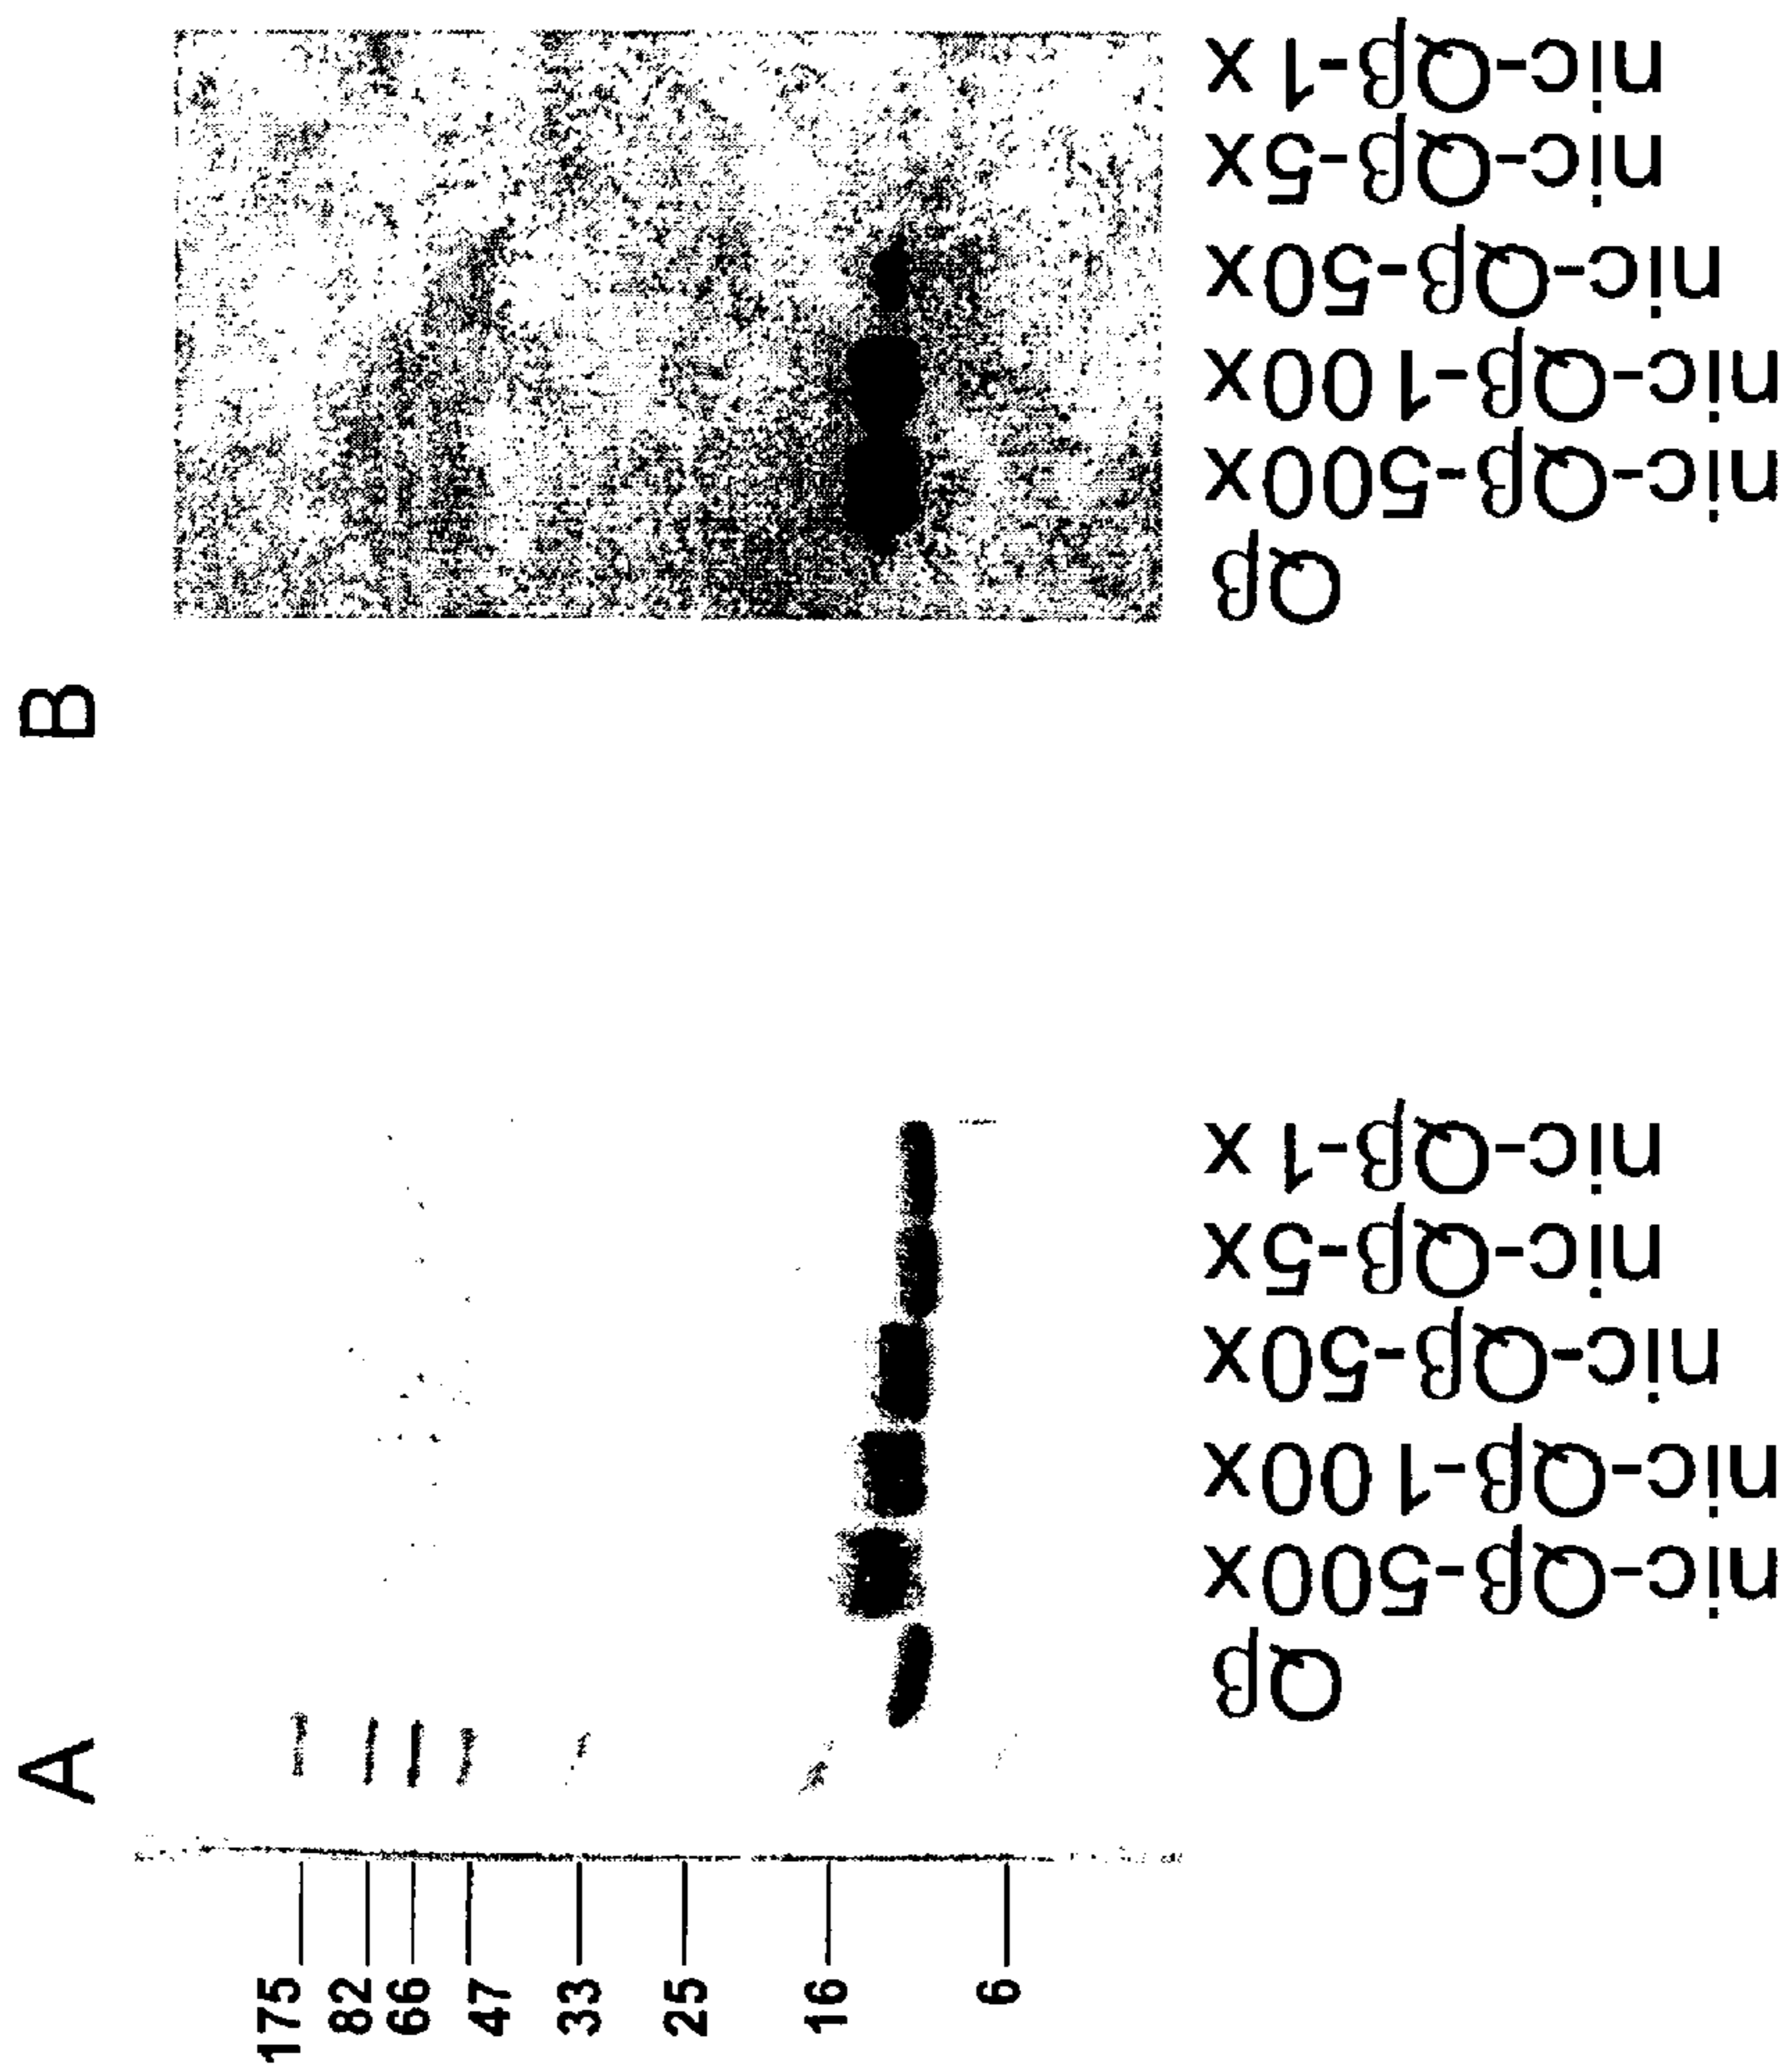 A
175
82
66
47
33
25
16
6
Qβ
nic-Qβ-500x
nic-Qβ-100x
nic-Qβ-50x
nic-Qβ-5x
nic-Qβ-1x
B
Qβ
nic-Qβ-500x
nic-Qβ-100x
nic-Qβ-50x
nic-Qβ-5x
nic-Qβ-1x